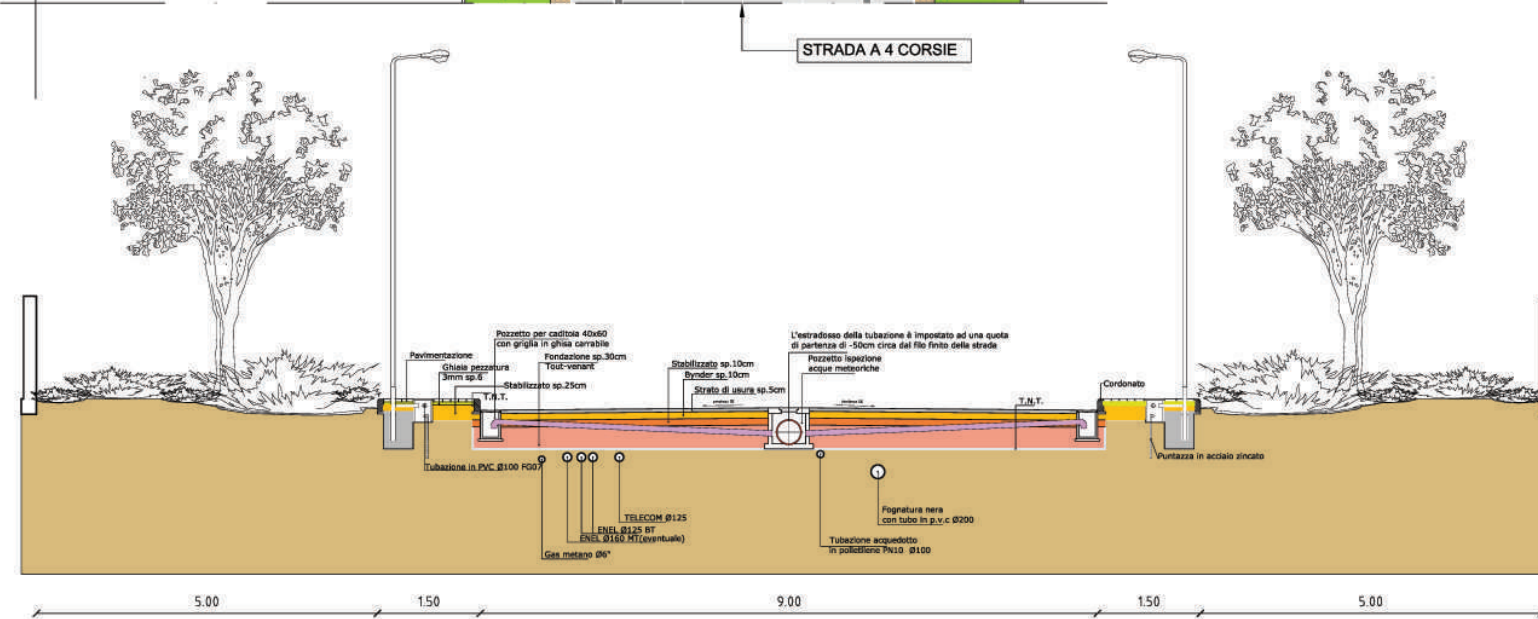 STRADA A 4 CORSIE
Pozzetto per caditoia 40x60
con griglia in ghisa carrabile
L'estradosso della tubazione è impostato ad una quota
di partenza di -50cm circa dal filo finito della strada
Pavimentazione
Fondazione sp.30cm
Tout-venant
Pozzetto ispezione
acque meteoriche
Ghiaia pezzatura
3mm sp.6
Stabilizzato sp.10cm
Bynder sp.10cm
Stabilizzato sp.25cm
Strato di usura sp.5cm
Cordonato
T.N.T.
T.N.T.
Tubazione in PVC Ø100 FG07
Puntazza in acciaio zincato
TELECOM Ø125
ENEL Ø125 BT
ENEL Ø160 MT(eventuale)
Gas metano Ø6"
1
Fognatura nera
con tubo in p.v.c Ø200
Tubazione acquedotto
in polietilene PN10 Ø100
5.00 1.50 9.00 1.50 5.00